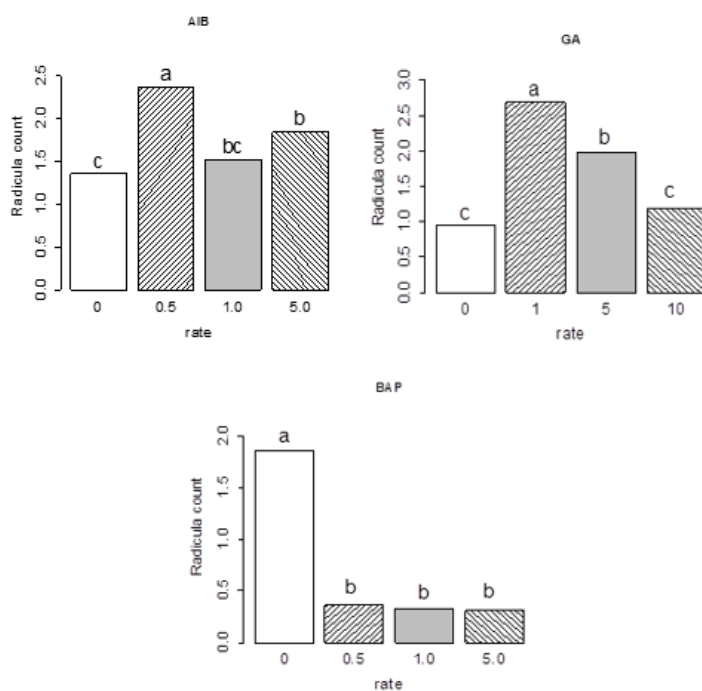 AIB
Radicula count
0.0 0.5 1.0 1.5 2.0 2.5
c a bc b
0 0.5 1.0 5.0
rate
GA
Radicula count
0.0 0.5 1.0 1.5 2.0 2.5 3.0
c a b c
0 1 5 10
rate
BAP
Radicula count
0.0 0.5 1.0 1.5 2.0
a b b b
0 0.5 1.0 5.0
rate